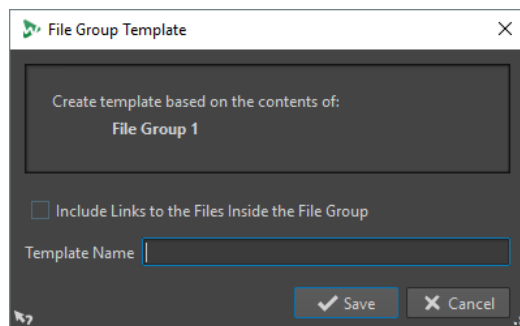 File Group Template
Create template based on the contents of:
File Group 1
Include Links to the Files Inside the File Group
Template Name
Save Cancel